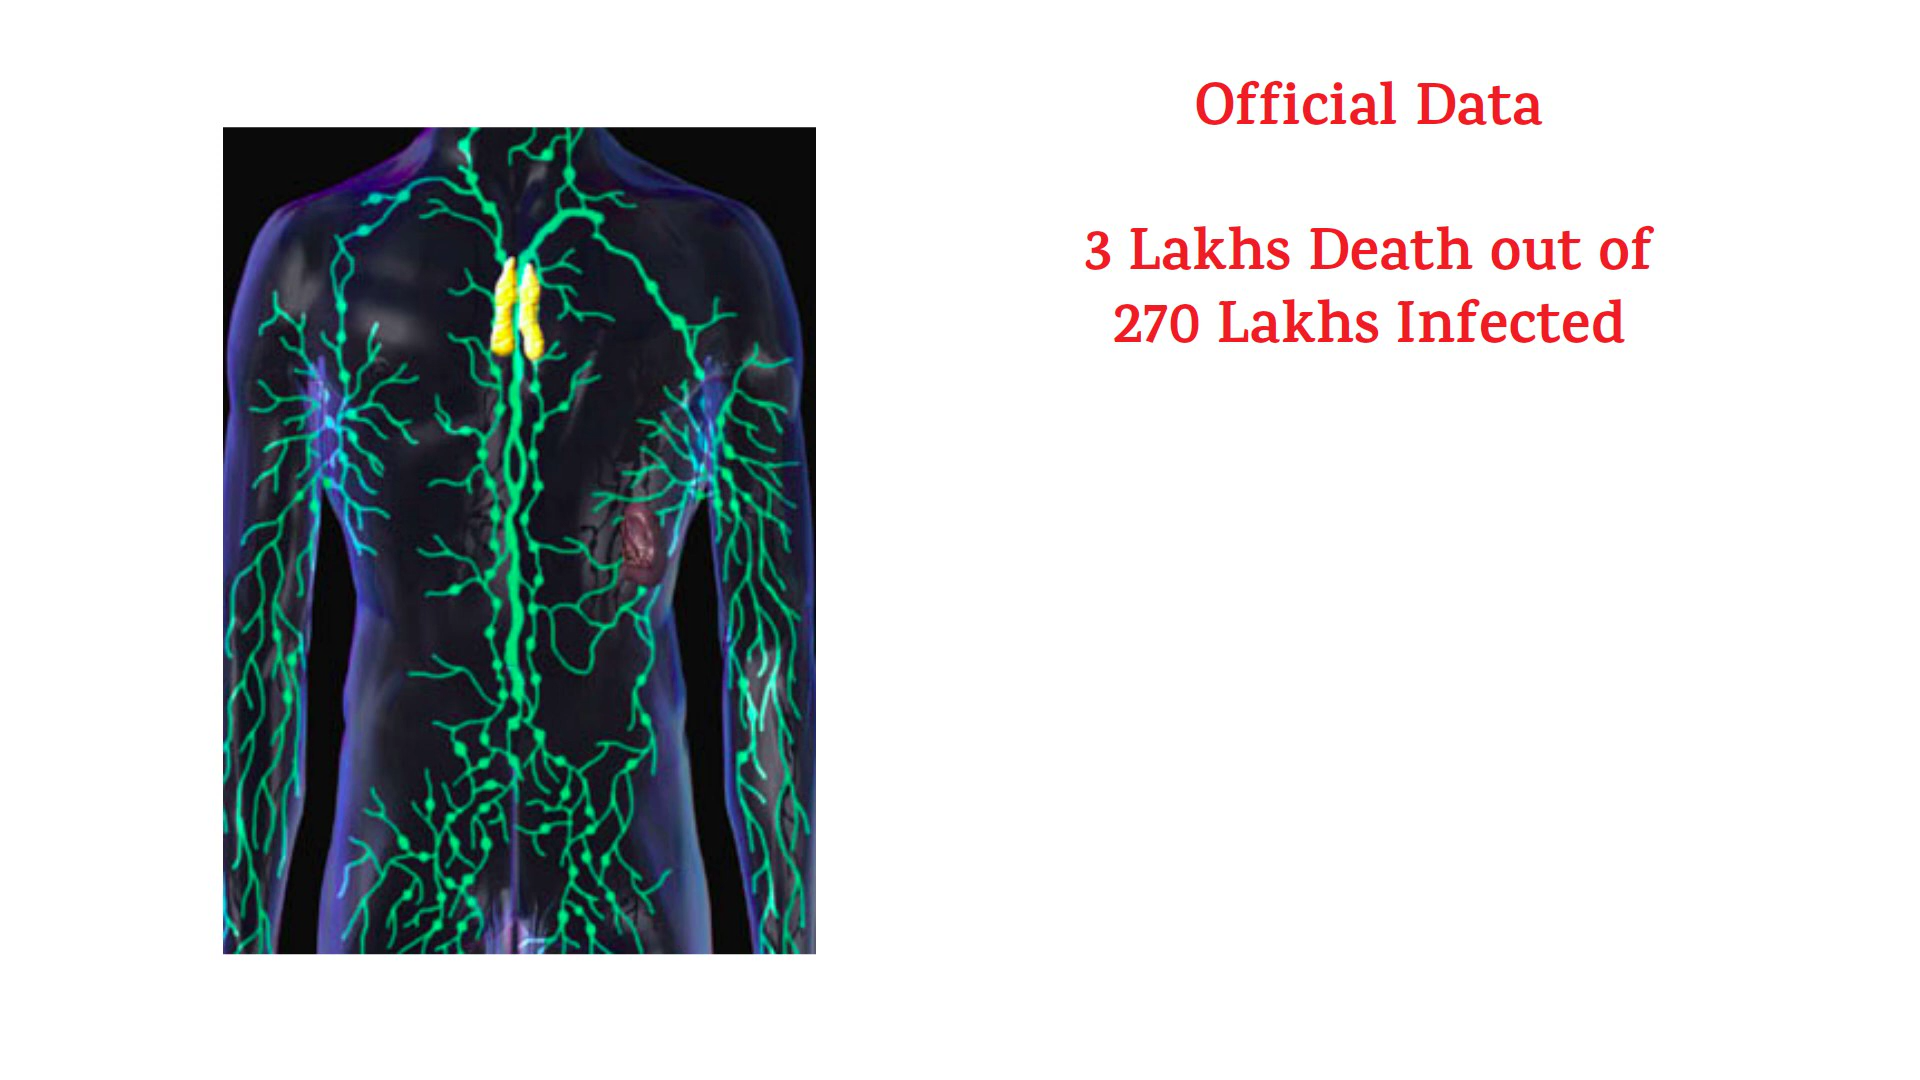 Official Data
3 Lakhs Death out of
270 Lakhs Infected